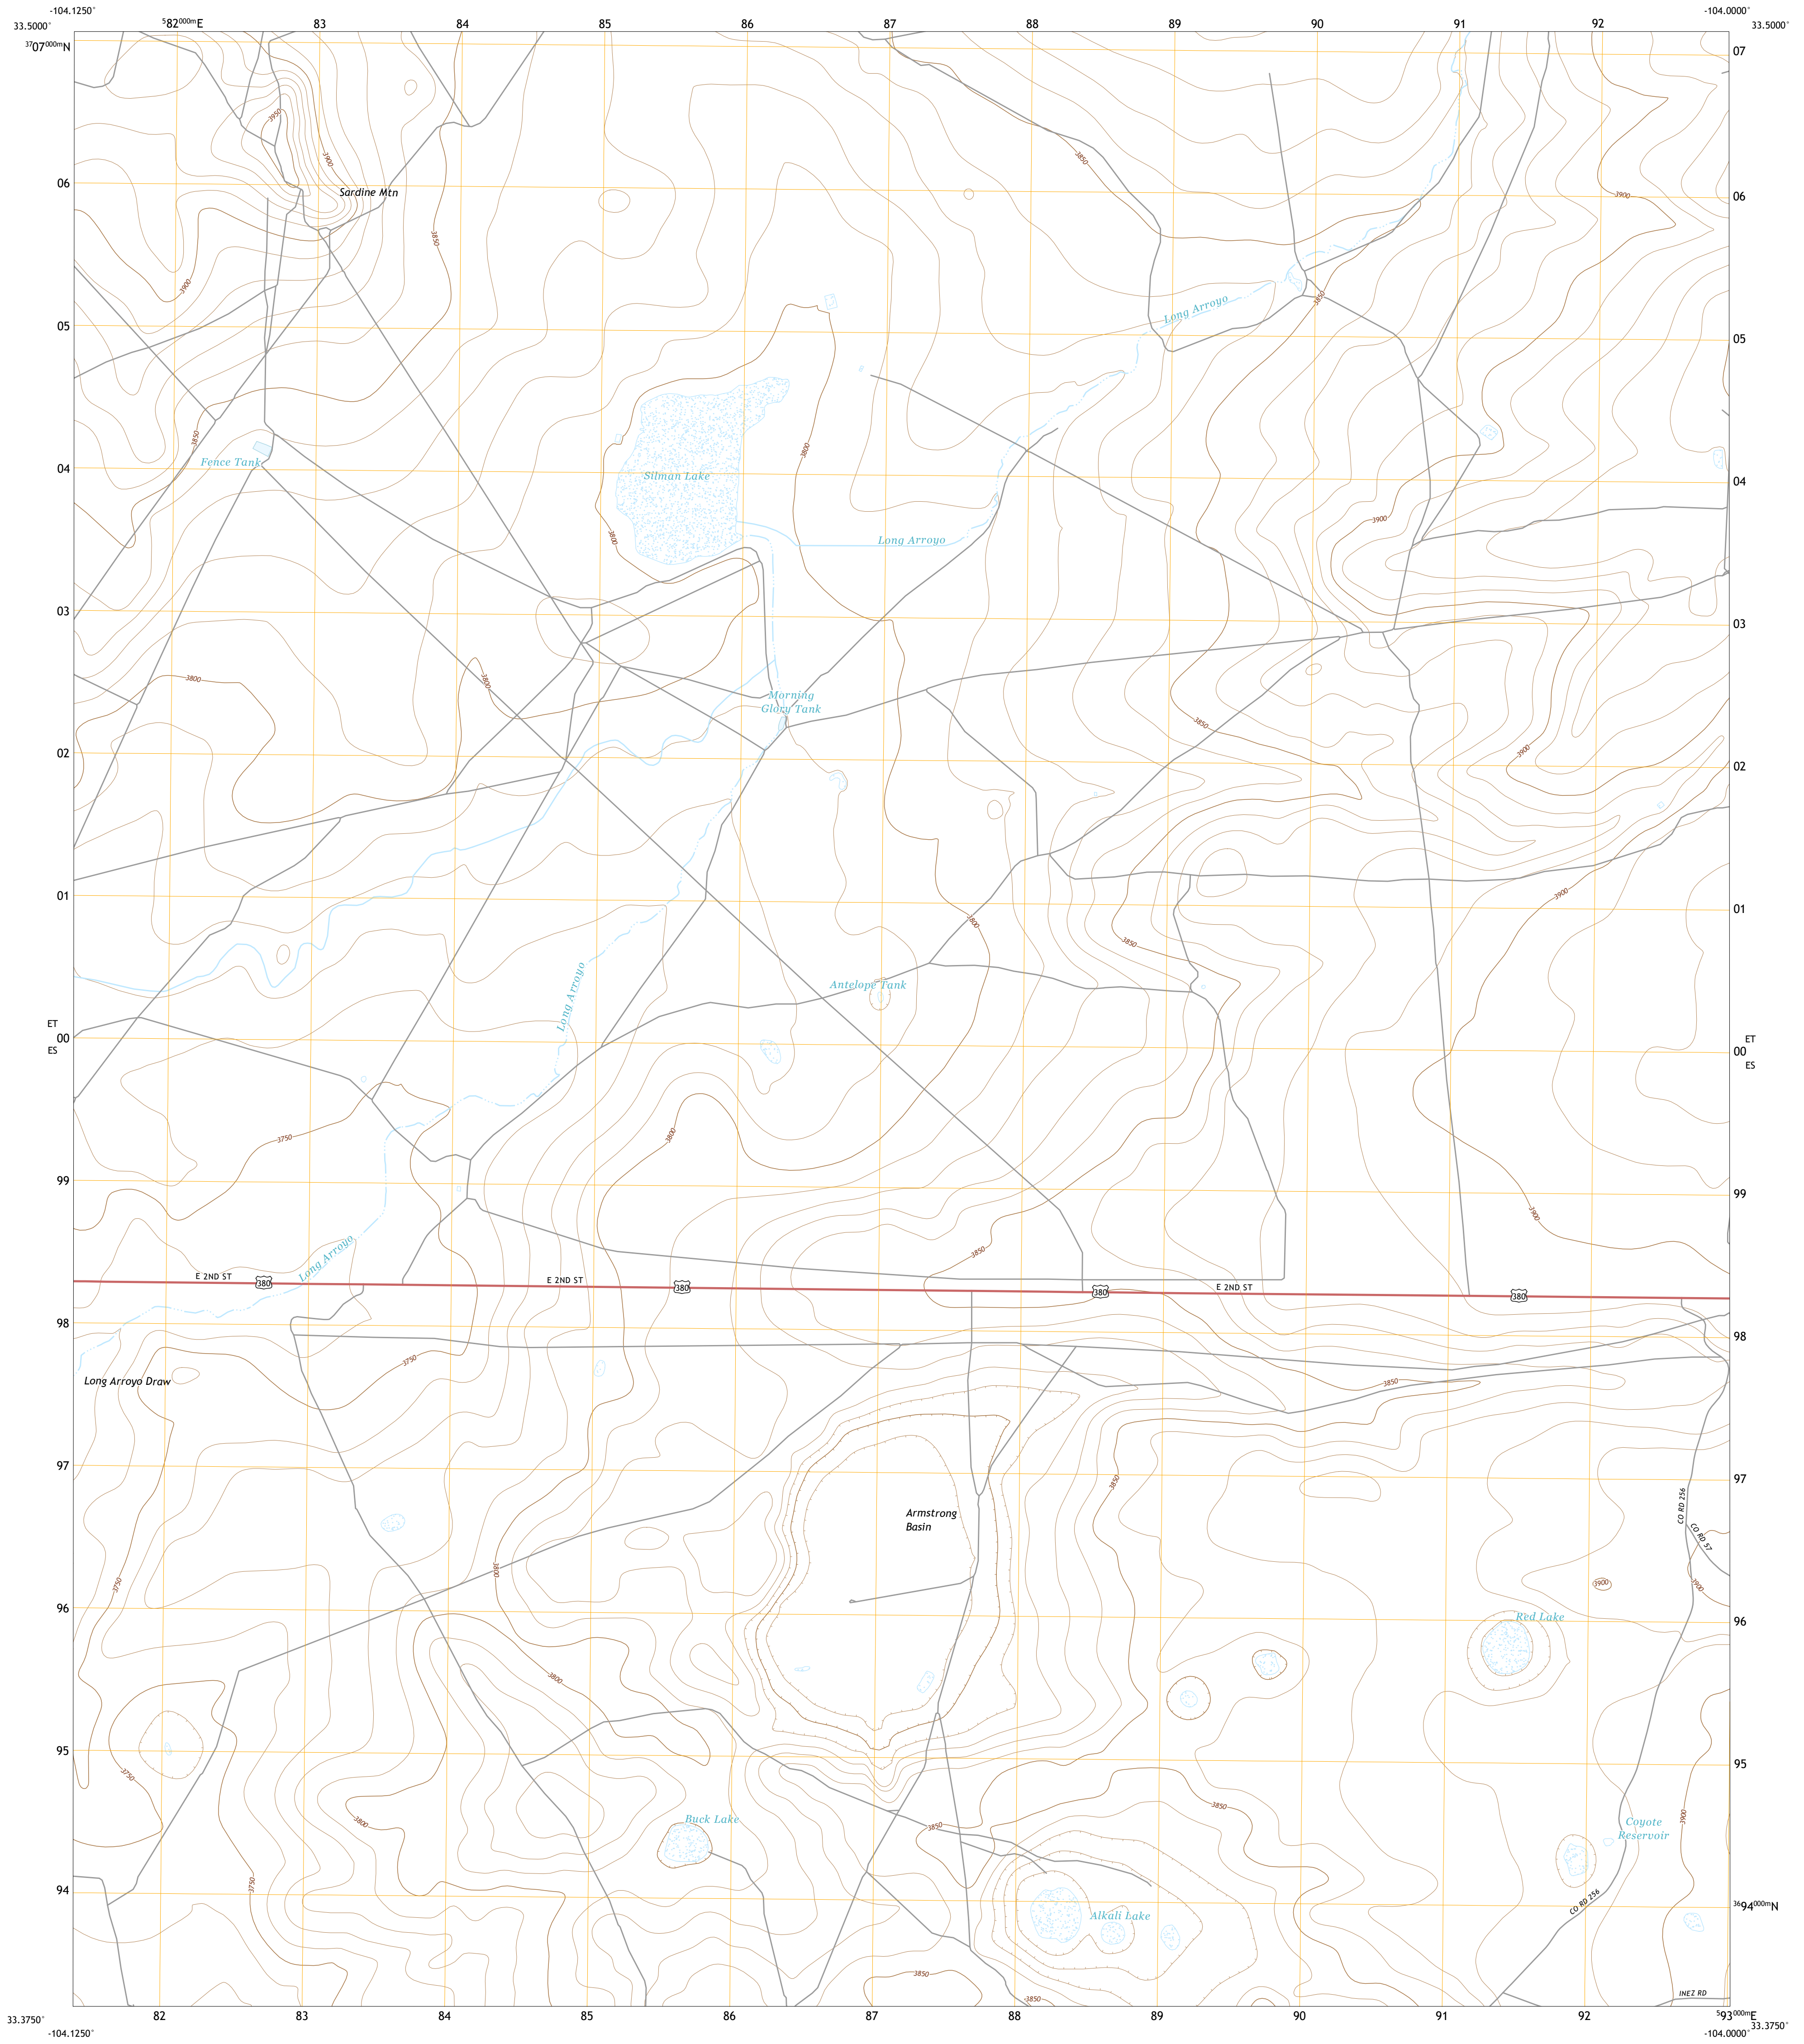 -104.1250°
-104.0000°
33.5000°
⁵82⁰⁰⁰ᵐE
83
84
85
86
87
88
89
90
91
92
33.5000°
³⁷07⁰⁰⁰ᵐN
07
3950
3900
3850
06
Sardine Mtn
3900
06
3850
3900
3850
Long Arroyo
05
05
3850
3800
3900
Fence Tank
04
Silman Lake
04
3800
Long Arroyo
03
03
3800
3800
Morning
Glory Tank
3850
3900
02
02
01
3900
01
3800
3850
Long Arroyo
Antelope Tank
ET
00
ES
ET
00
ES
3750
3800
99
99
3900
Long Arroyo
3850
E 2ND ST
380
E 2ND ST
380
380
E 2ND ST
380
98
98
3750
Long Arroyo Draw
3850
97
97
3850
CO RD 256
Armstrong
Basin
CO RD 57
3800
3750
3900
3900
96
Red Lake
96
3800
95
95
3750
3850
3900
Buck Lake
3800
3850
Coyote
Reservoir
94
3750
CO RD 256
³⁶94⁰⁰⁰ᵐN
Alkali Lake
3850
3850
INEZ RD
33.3750°
82
83
84
85
86
87
88
89
90
91
92
⁵93⁰⁰⁰ᵐE
33.3750°
-104.1250°
-104.0000°